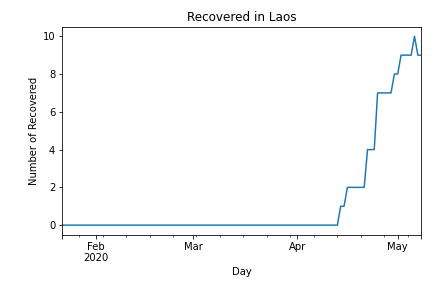 Recovered in Laos
10
8
6
4
2
0
Number of Recovered
Feb
2020
Mar
Apr
May
Day